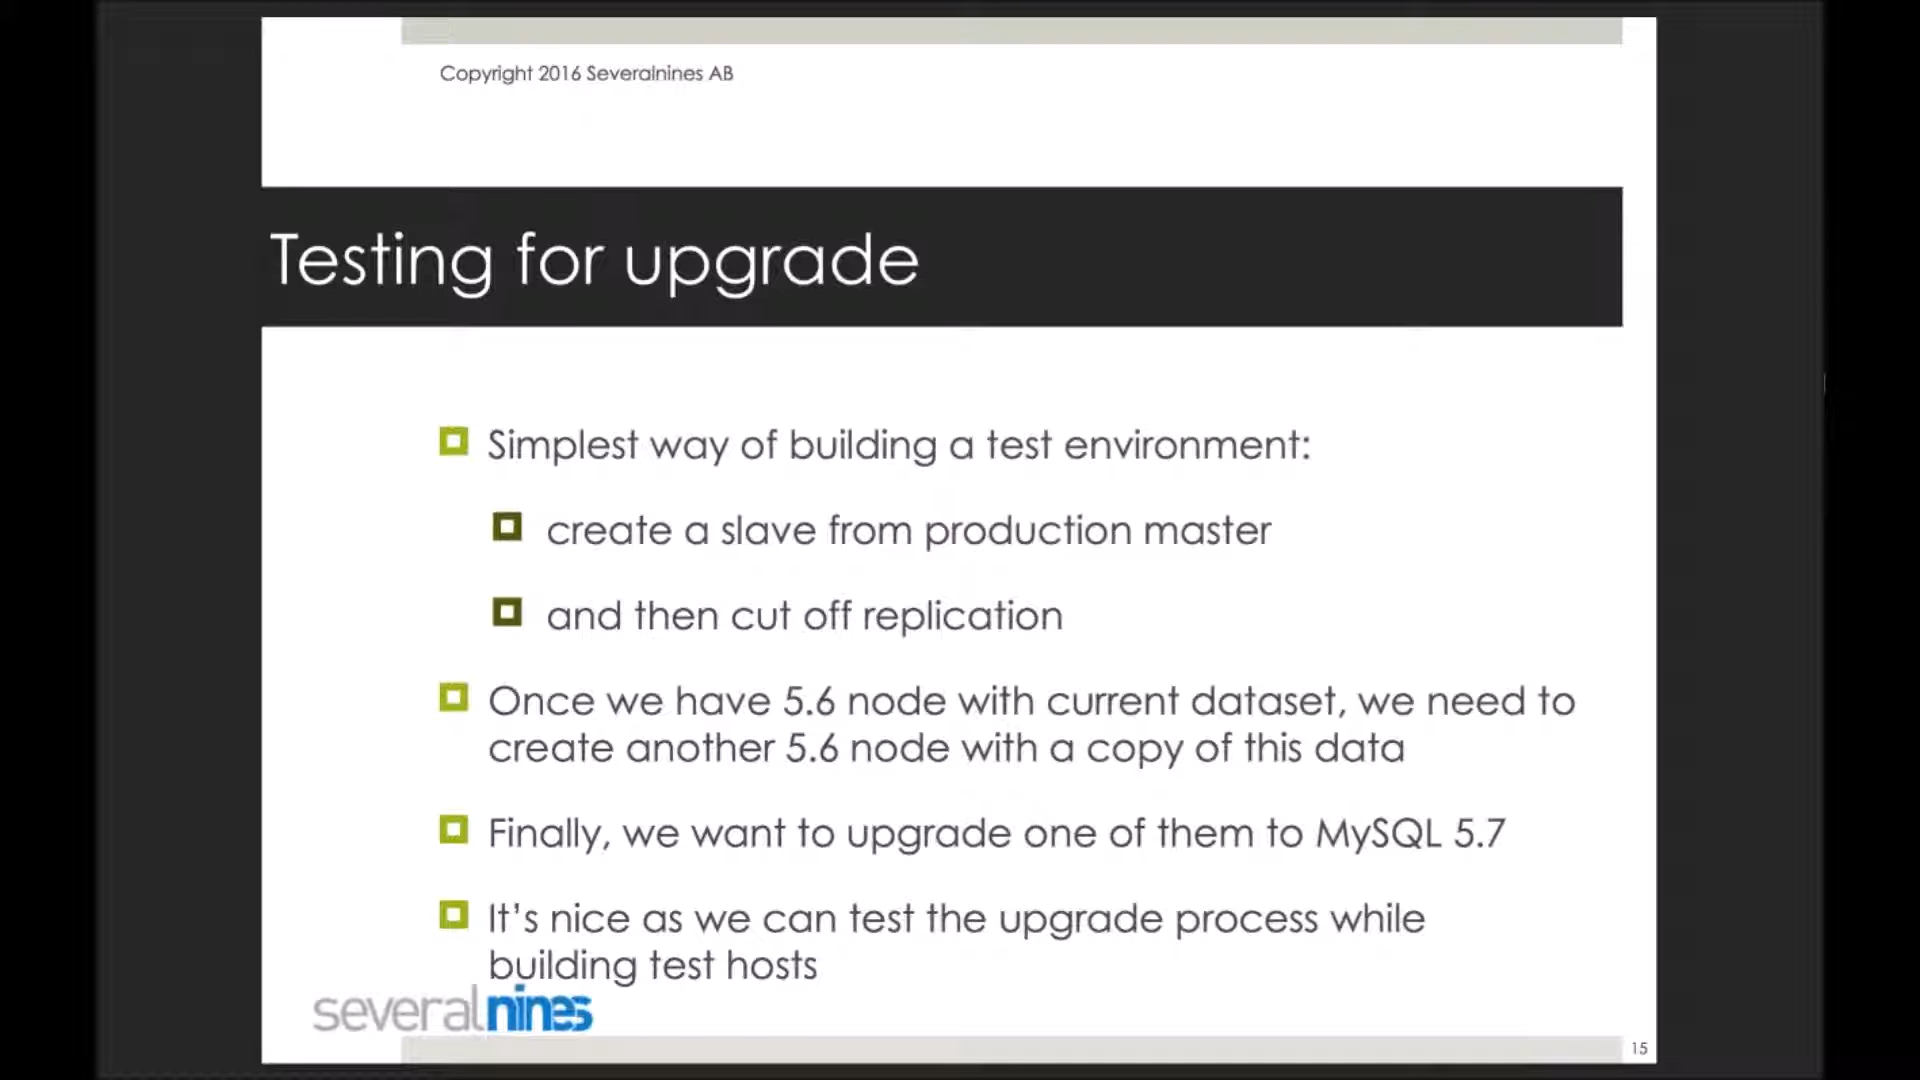 Copyright 2016 Severalnines AB
Testing for upgrade
Simplest way of building a test environment:
create a slave from production master
and then cut off replication
Once we have 5.6 node with current dataset, we need to
create another 5.6 node with a copy of this data
Finally, we want to upgrade one of them to MySQL 5.7
It’s nice as we can test the upgrade process while
building test hosts
severalnines
15